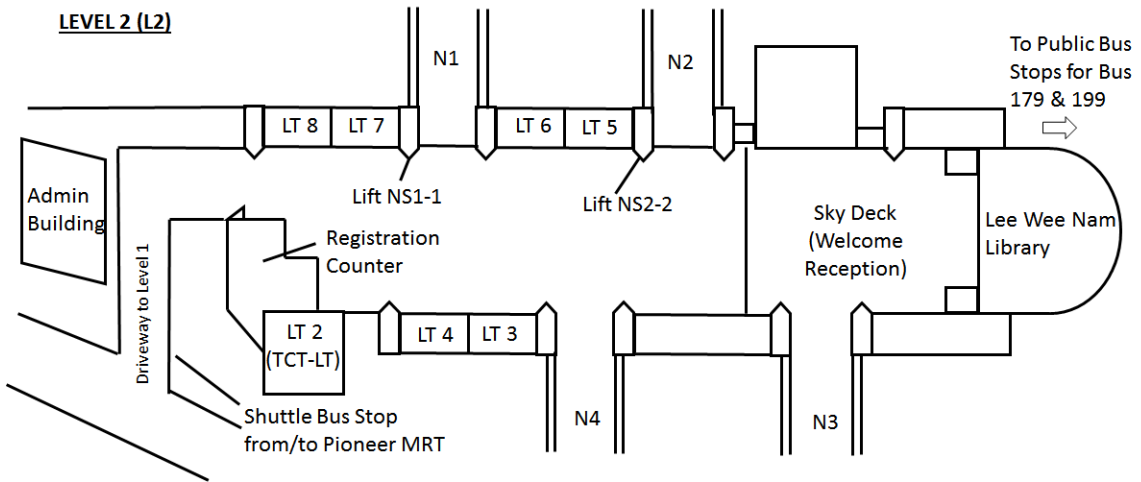 LEVEL 2 (L2)
N1
N2
To Public Bus
Stops for Bus
179 & 199
LT 8
LT 7
LT 6
LT 5
Admin
Building
Lift NS1-1
Lift NS2-2
Sky Deck
(Welcome
Reception)
Lee Wee Nam
Library
Registration
Counter
Driveway to Level 1
LT 2
(TCT-LT)
LT 4
LT 3
Shuttle Bus Stop
from/to Pioneer MRT
N4
N3